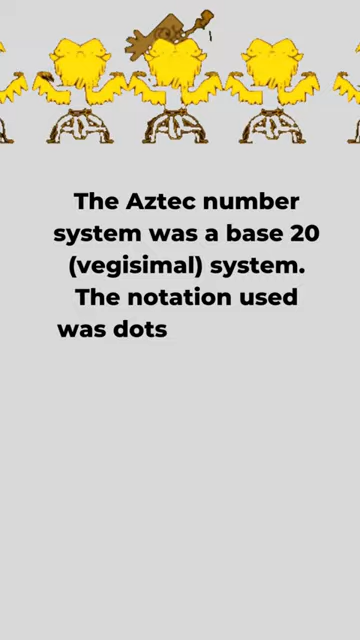 The Aztec number
system was a base 20
(vegisimal) system.
The notation used
was dots